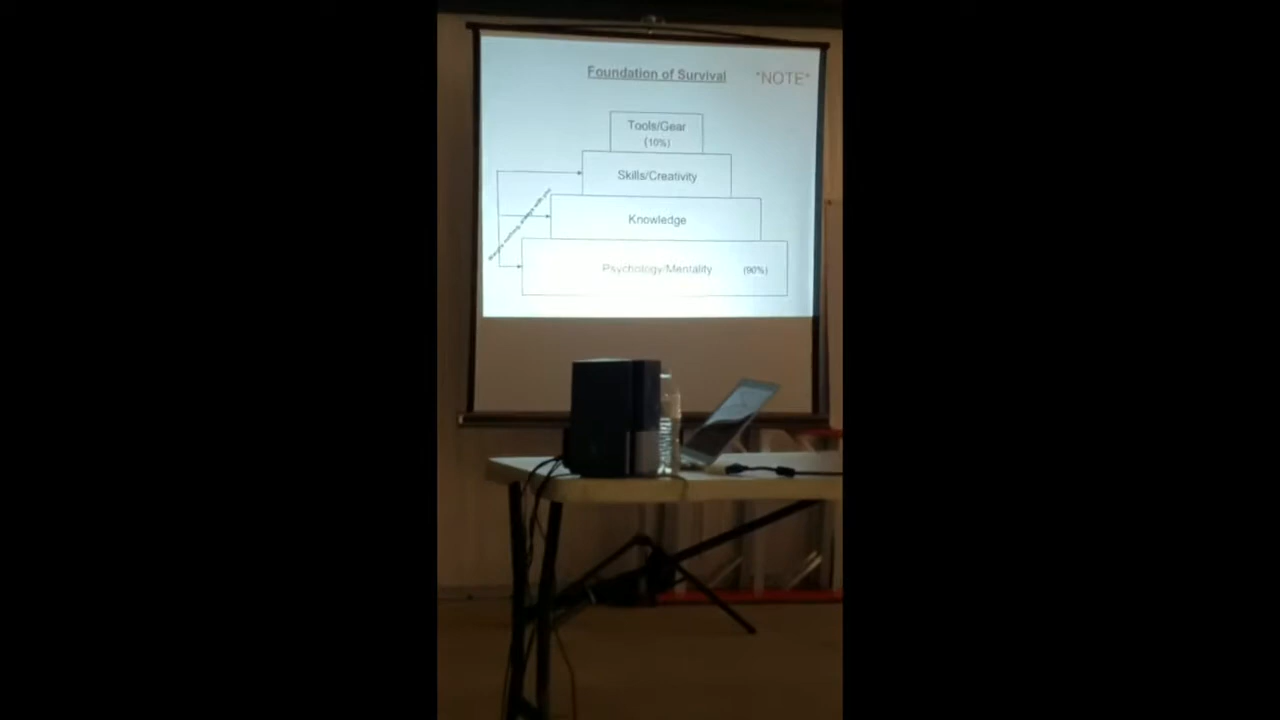 Foundation of Survival
*NOTE*
Tools/Gear
(10%)
Skills/Creativity
Knowledge
Psychology/Mentality (90%)